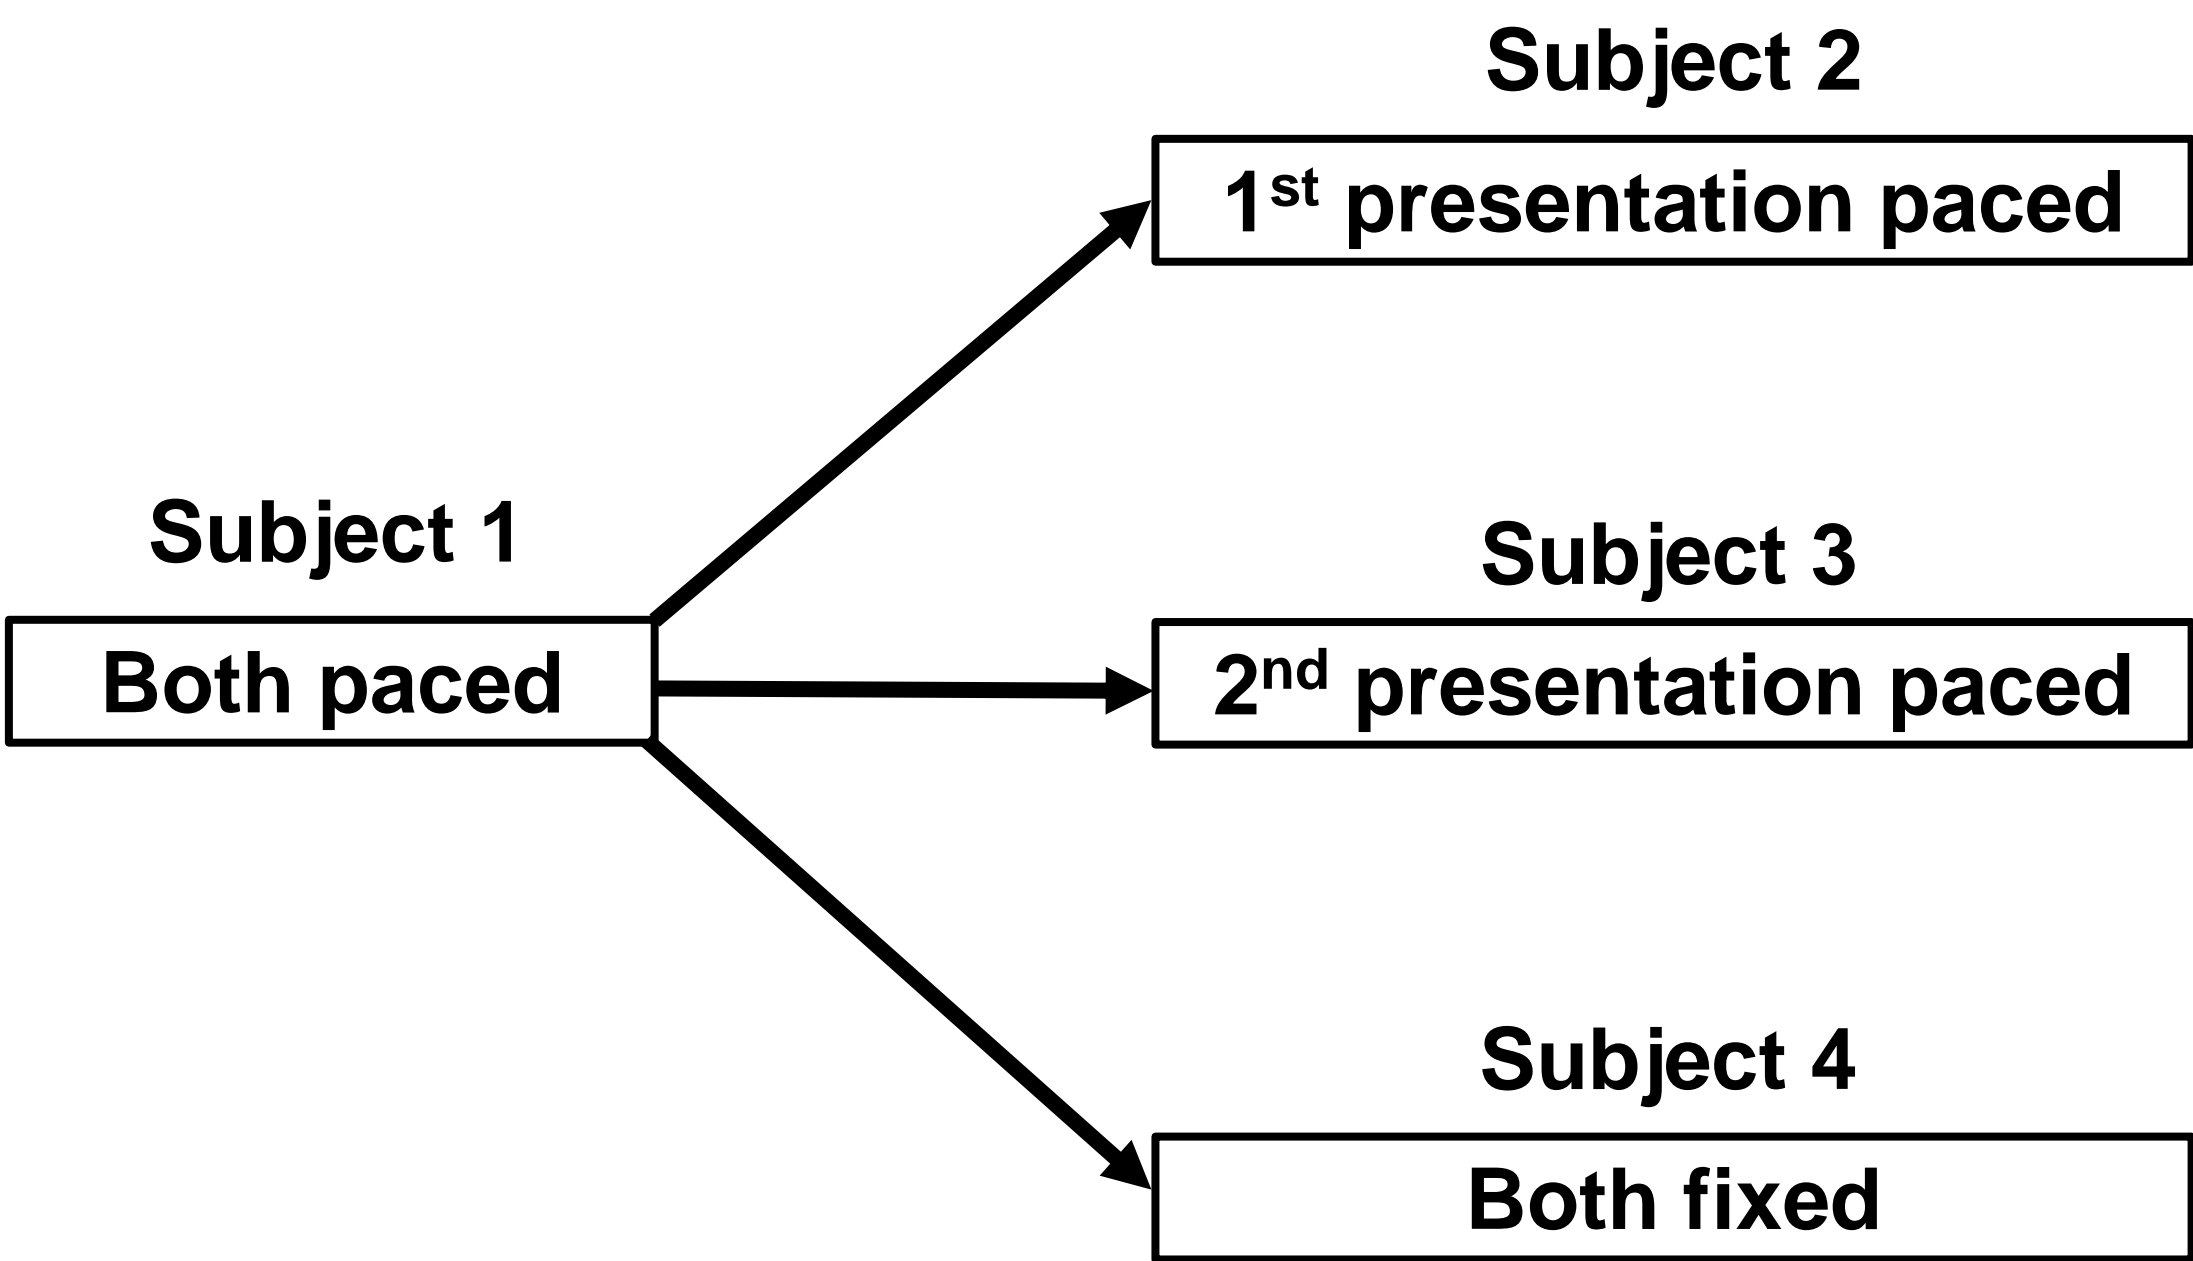 Subject 2
1st presentation paced
Subject 1
Both paced
Subject 3
2nd presentation paced
Subject 4
Both fixed